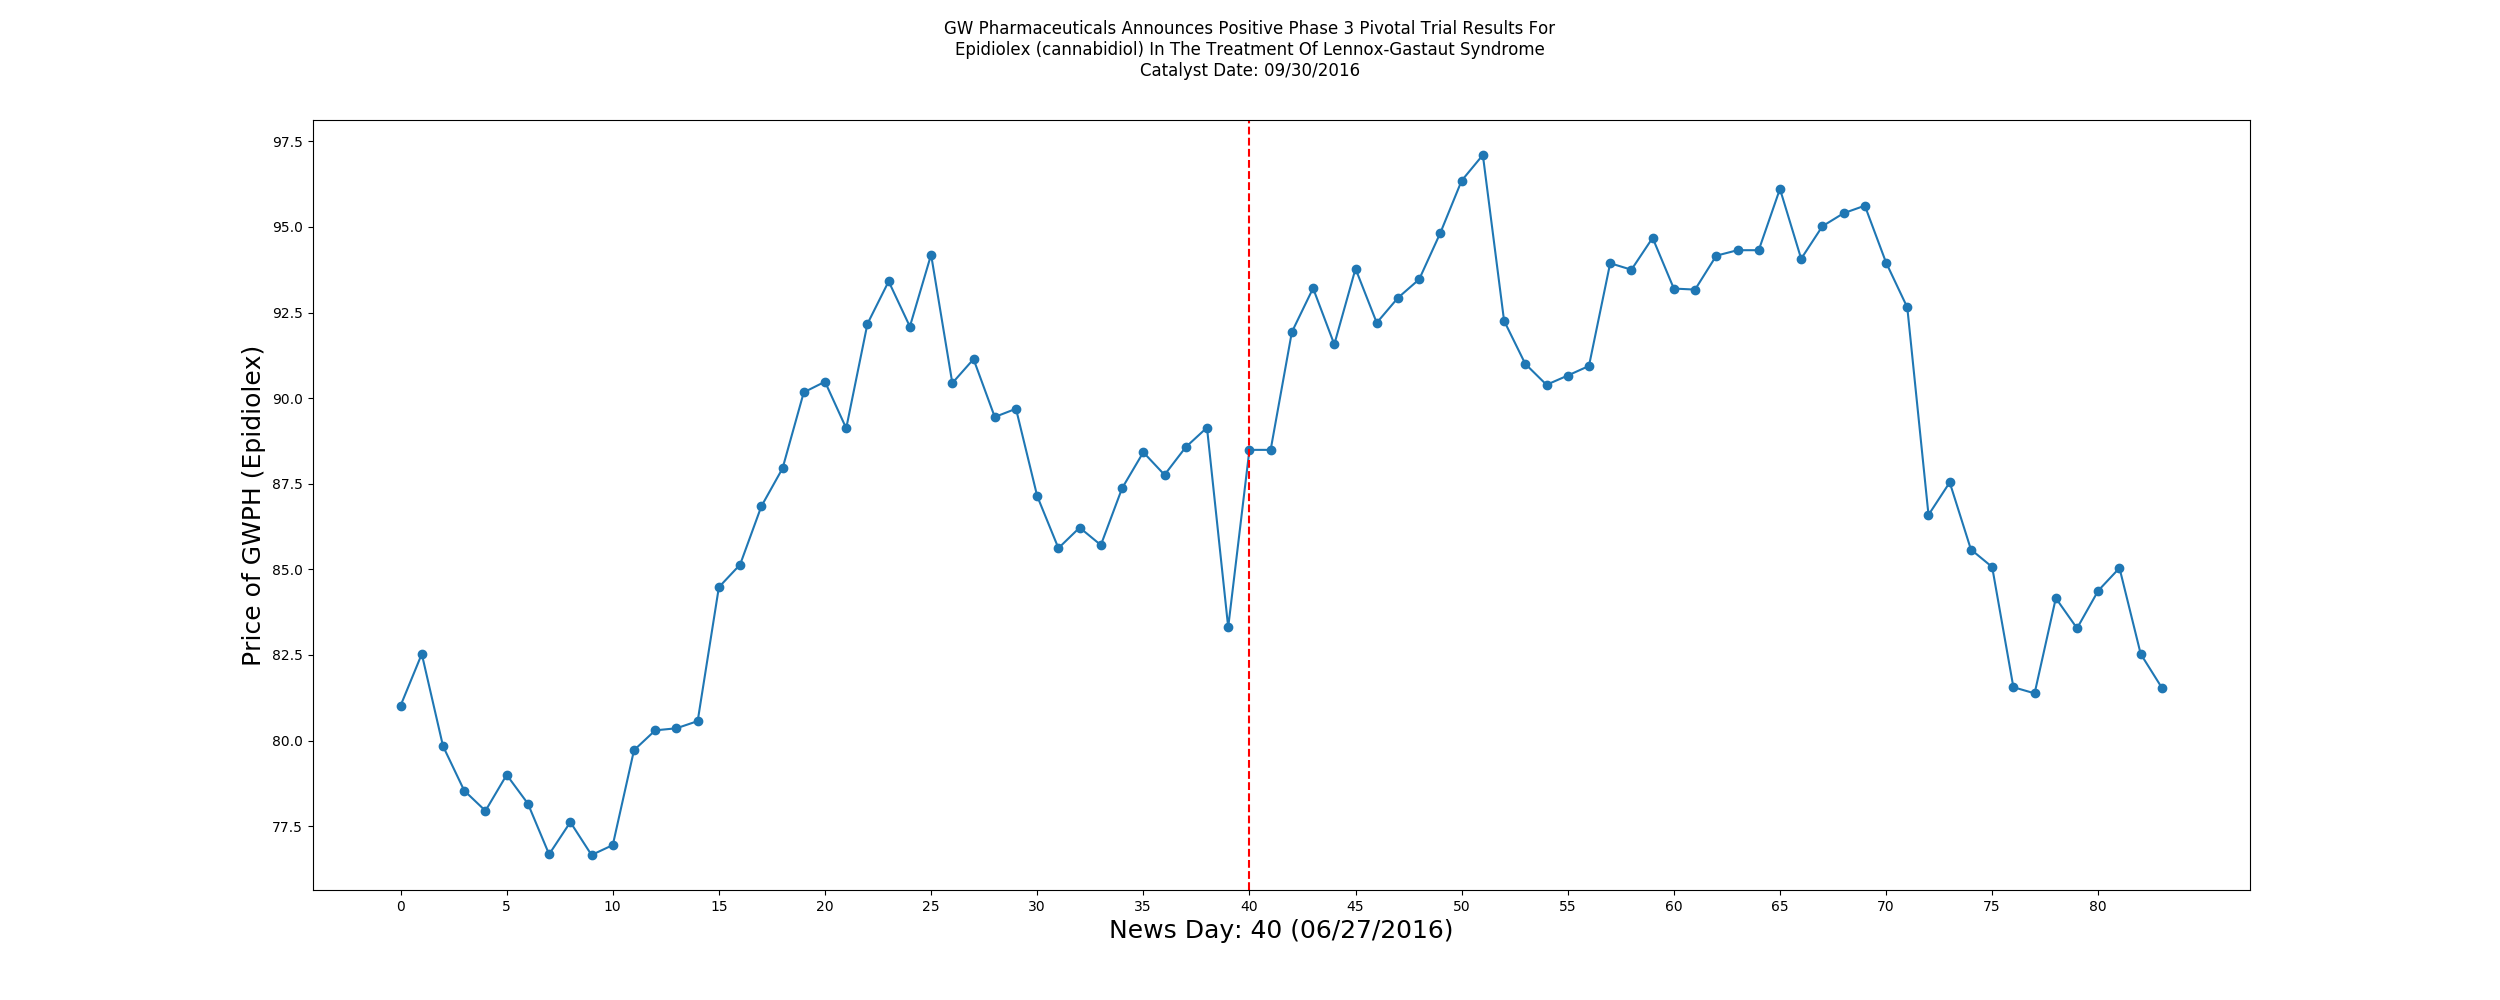 GW Pharmaceuticals Announces Positive Phase 3 Pivotal Trial Results For
Epidiolex (cannabidiol) In The Treatment Of Lennox-Gastaut Syndrome
Catalyst Date: 09/30/2016
97.5
95.0
92.5
90.0
87.5
85.0
82.5
80.0
77.5
Price of GWPH (Epidiolex)
0 5 10 15 20 25 30 35 40 45 50 55 60 65 70 75 80
News Day: 40 (06/27/2016)